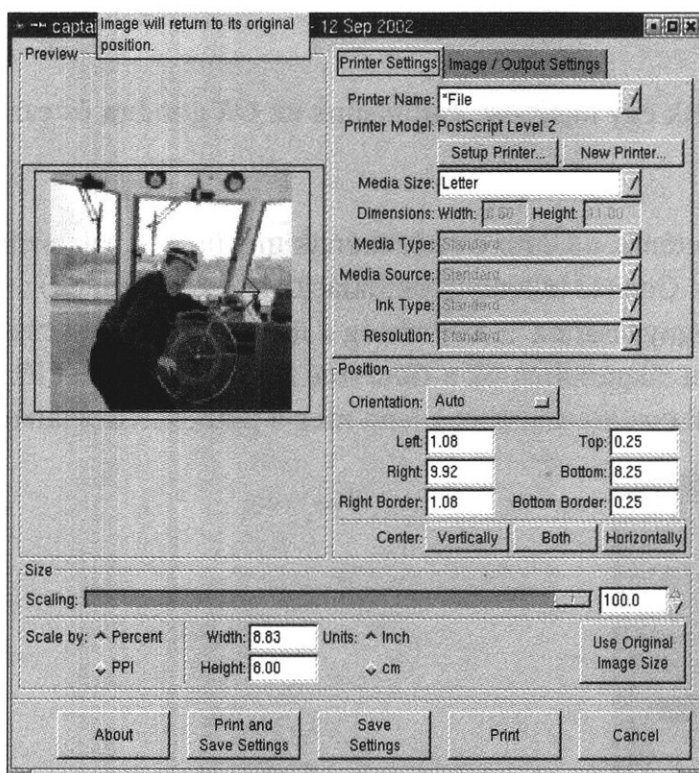 captai
- 12 Sep 2002
Image will return to its original
position.
Preview
Printer Settings
Image / Output Settings
Printer Name: *File
Printer Model: PostScript Level 2
Setup Printer...
New Printer...
Media Size: Letter
Dimensions: Width: 8.50 Height: 11.00
Media Type: Standard
Media Source: Standard
Ink Type: Standard
Resolution: Standard
Position
Orientation: Auto
Left: 1.08 Top: 0.25
Right: 9.92 Bottom: 8.25
Right Border: 1.08 Bottom Border: 0.25
Center: Vertically Both Horizontally
Size
Scaling: 100.0
Scale by: Percent Width: 8.83 Units: Inch
PPI Height: 8.00 cm
Use Original
Image Size
About
Print and
Save Settings
Save
Settings
Print
Cancel